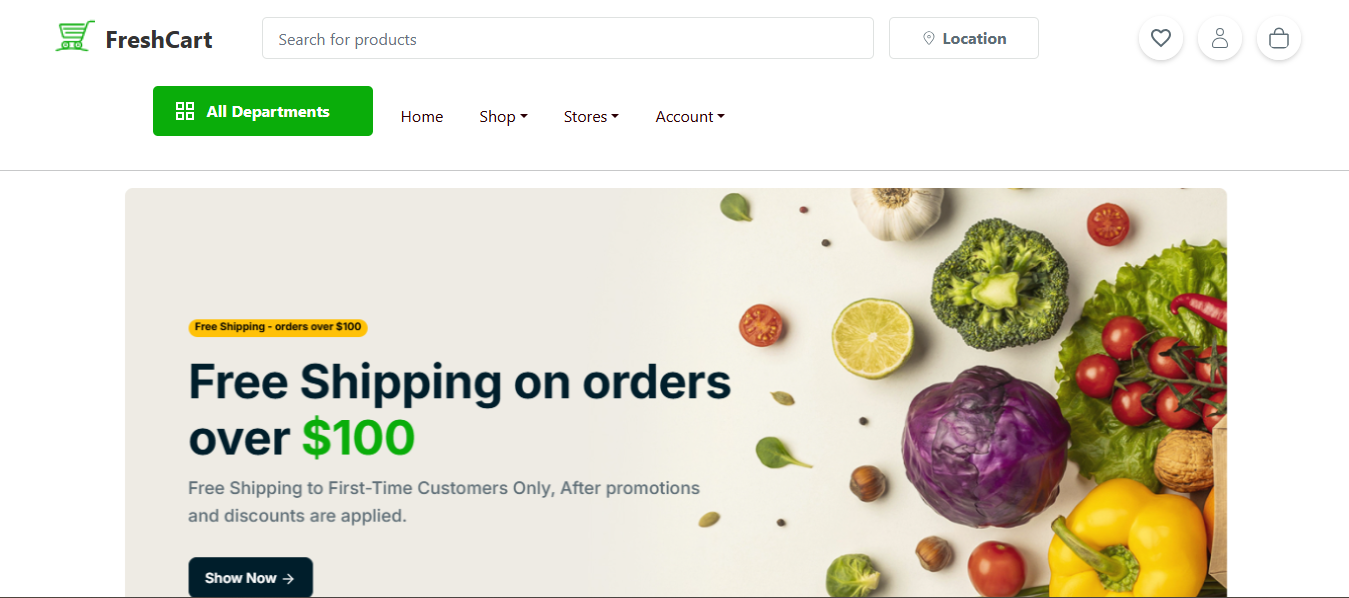 FreshCart
Search for products
Location
All Departments
Home
Shop
Stores
Account
Free Shipping - orders over $100
Free Shipping on orders
over $100
Free Shipping to First-Time Customers Only, After promotions
and discounts are applied.
Show Now →